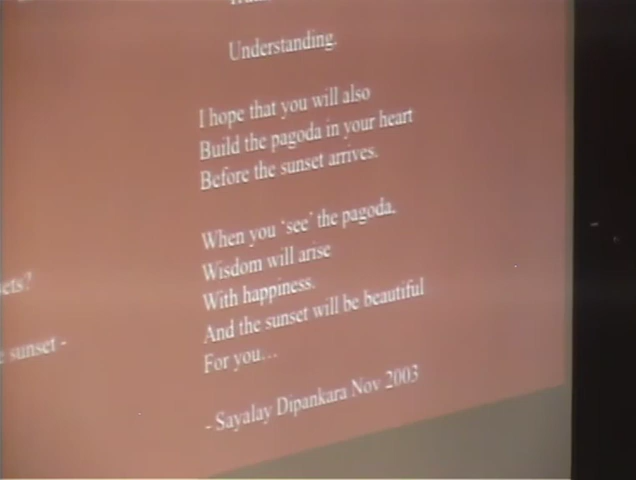 Understanding.
I hope that you will also
Build the pagoda in your heart
Before the sunset arrives.
When you 'see' the pagoda.
Wisdom will arise
With happiness.
And the sunset will be beautiful
For you...
sunset -
- Sayalay Dipankara Nov 2003